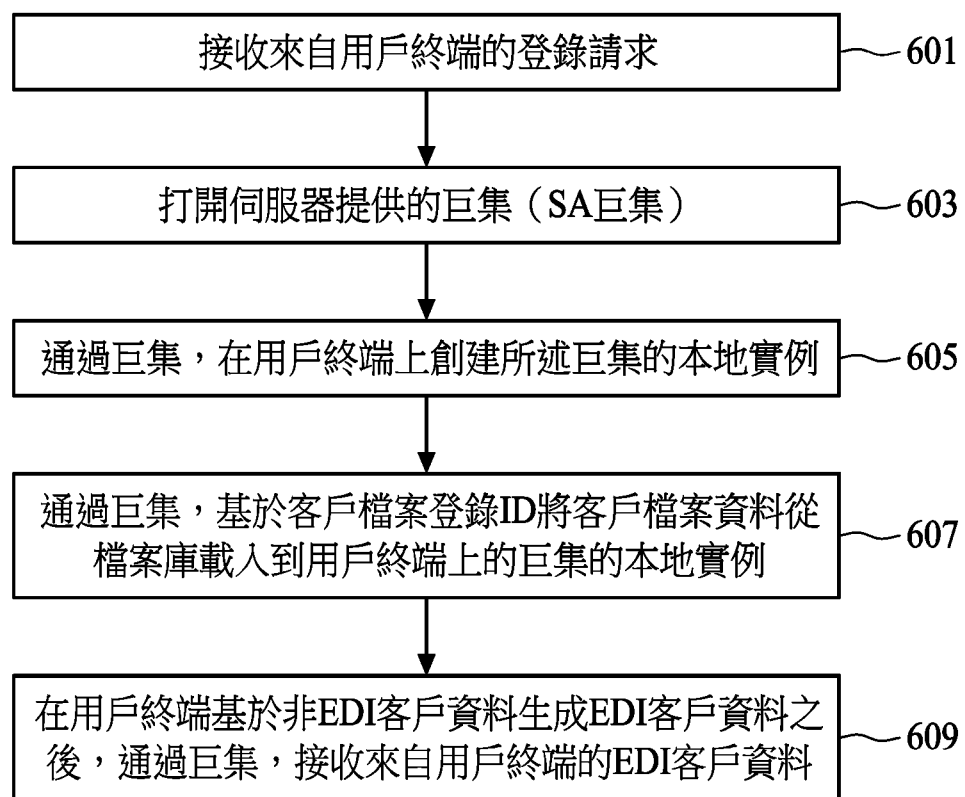 接收來自用戶終端的登錄請求
601
打開伺服器提供的巨集（SA巨集）
603
通過巨集，在用戶終端上創建所述巨集的本地實例
605
通過巨集，基於客戶檔案登錄ID將客戶檔案資料從
檔案庫載入到用戶終端上的巨集的本地實例
607
在用戶終端基於非EDI客戶資料生成EDI客戶資料之
後，通過巨集，接收來自用戶終端的EDI客戶資料
609